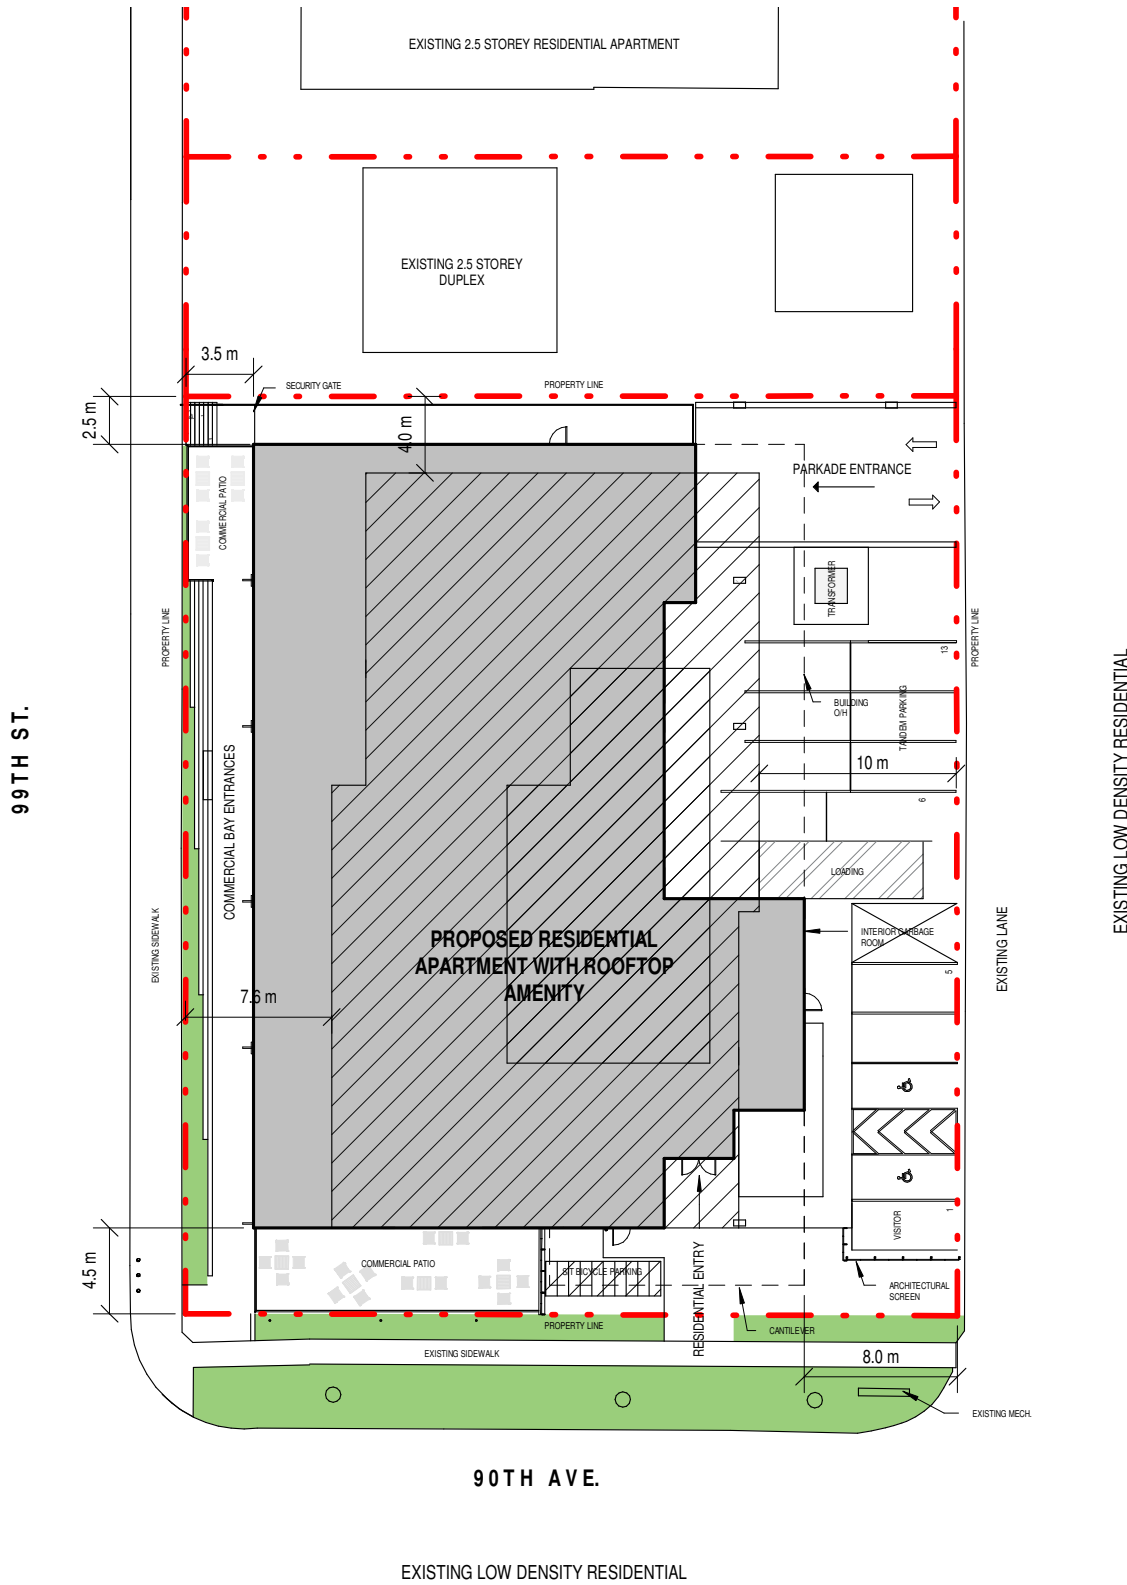 EXISTING 2.5 STOREY RESIDENTIAL APARTMENT
EXISTING 2.5 STOREY
DUPLEX
3.5 m
SECURITY GATE
PROPERTY LINE
2.5 m
4.0 m
PARKADE ENTRANCE
COMMERCIAL PATIO
TRANSFORMER
PROPERTY LINE
PROPERTY LINE
13
BUILDING
O/H
TANDEM PARKING
10 m
6
99TH ST.
COMMERCIAL BAY ENTRANCES
LOADING
EXISTING LOW DENSITY RESIDENTIAL
EXISTING SIDEWALK
PROPOSED RESIDENTIAL
APARTMENT WITH ROOFTOP
AMENITY
INTERIOR GARBAGE
ROOM
EXISTING LANE
5
7.6 m
1
VISITOR
4.5 m
COMMERCIAL PATIO
BICYCLE PARKING
RESIDENTIAL ENTRY
ARCHITECTURAL
SCREEN
PROPERTY LINE
CANTILEVER
EXISTING SIDEWALK
8.0 m
EXISTING MECH.
90TH AVE.
EXISTING LOW DENSITY RESIDENTIAL